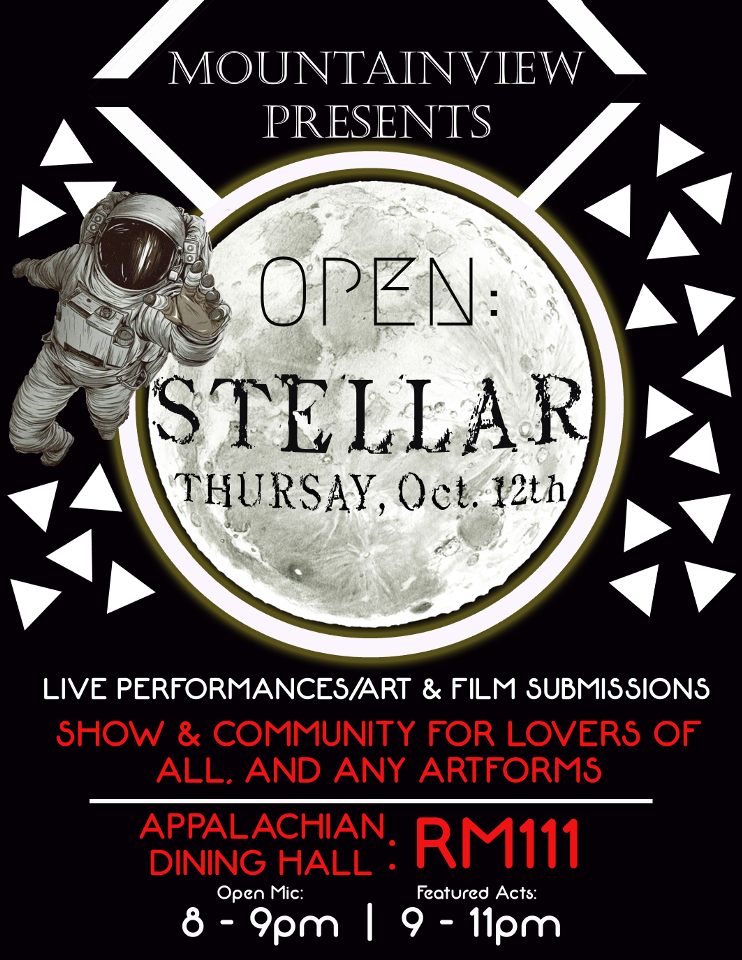 MOUNTAINVIEW
PRESENTS
OPEN:
STELLAR
THURSAY, Oct. 12th
LIVE PERFORMANCES/ART & FILM SUBMISSIONS
SHOW & COMMUNITY FOR LOVERS OF
ALL, AND ANY ARTFORMS
APPALACHIAN
DINING HALL : RM111
Open Mic: Featured Acts:
8 - 9pm | 9 - 11pm